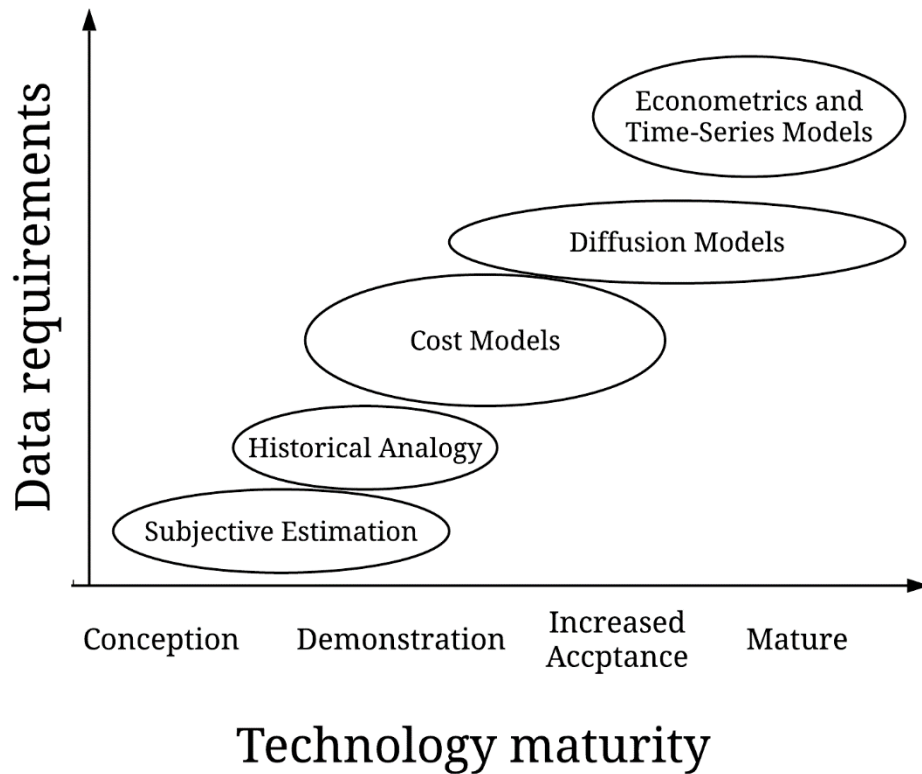 Data requirements
Econometrics and
Time-Series Models
Diffusion Models
Cost Models
Historical Analogy
Subjective Estimation
Conception
Demonstration
Increased
Accptance
Mature
Technology maturity